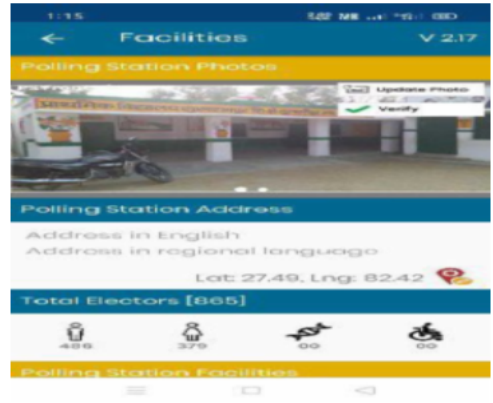 1:15
Facilities V 2.17
Polling Station Photos
Update Photo
Verify
Polling Station Address
Address in English
Address in regional language
Lat: 27.49, Lng: 82.42
Total Electors [865]
486 379 00 00
Polling Station Facilities